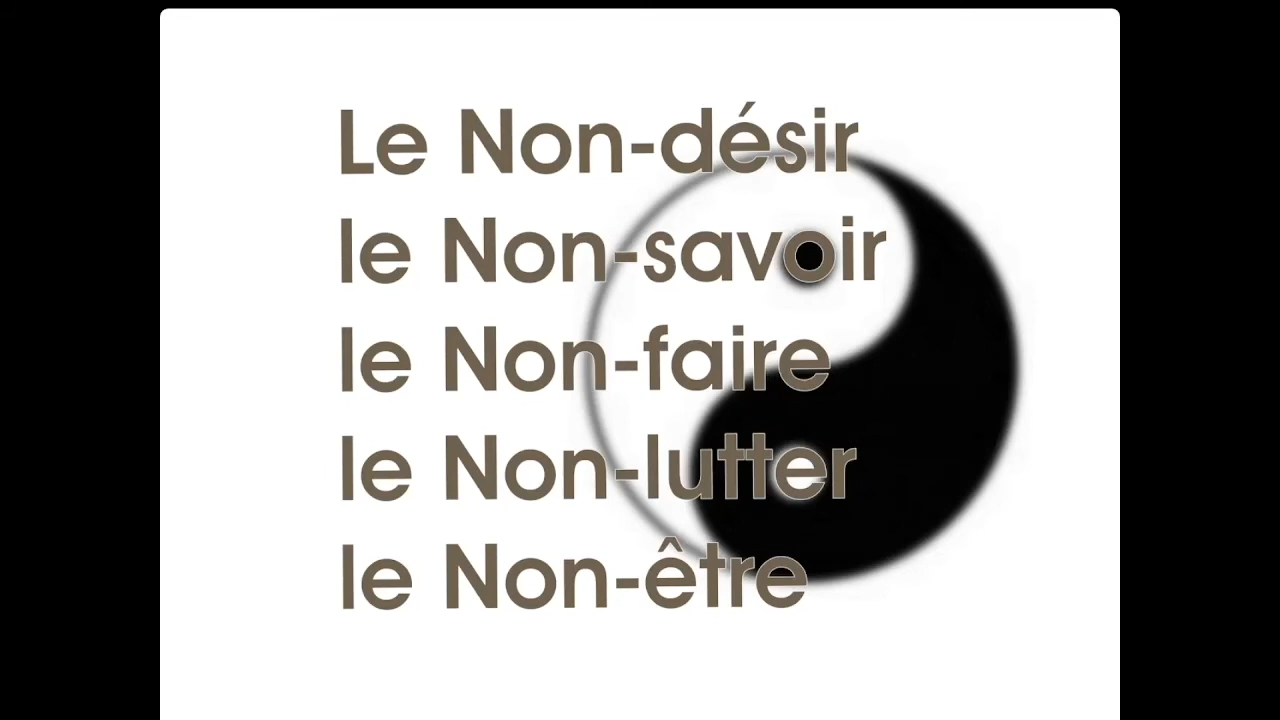 Le Non-désir
le Non-savoir
le Non-faire
le Non-lutter
le Non-être